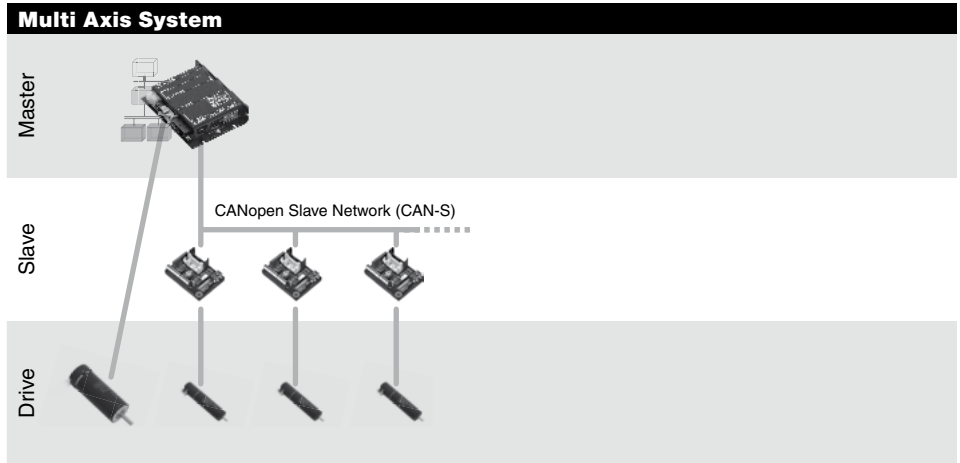 Multi Axis System
Master
CANopen Slave Network (CAN-S)
Slave
Drive